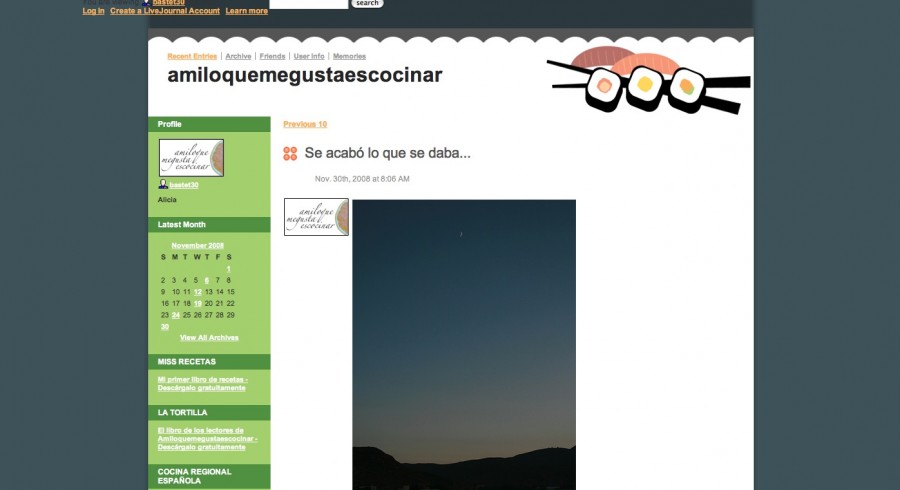 You are viewing bastet30
Log in Create a LiveJournal Account Learn more
search
Recent Entries | Archive | Friends | User Info | Memories
amiloquemegustaescocinar
Profile
amiloque
megusta
escocinar
bastet30
Alicia
Latest Month
November 2008
S M T W T F S
1
2 3 4 5 6 7 8
9 10 11 12 13 14 15
16 17 18 19 20 21 22
23 24 25 26 27 28 29
30
View All Archives
MISS RECETAS
Mi primer libro de recetas -
Descárgalo gratuitamente
LA TORTILLA
El libro de los lectores de
Amiloquemegustaescocinar -
Descárgalo gratuitamente
COCINA REGIONAL
ESPAÑOLA
Previous 10
Se acabó lo que se daba...
Nov. 30th, 2008 at 8:06 AM
amiloque
megusta
escocinar